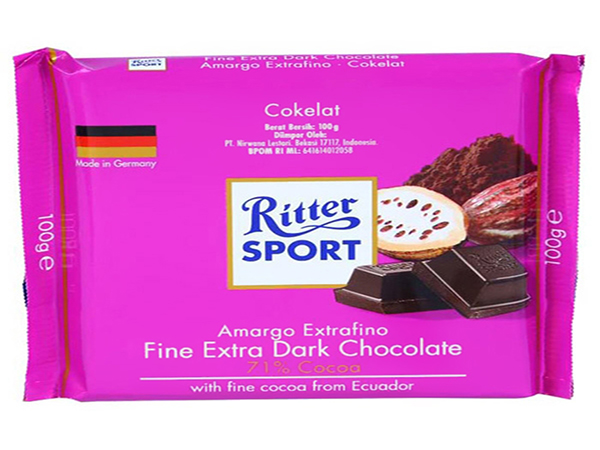 Ritter
SPORT
Fine Extra Dark Chocolate
Amargo Extrafino · Cokelat
100g e
Made in Germany
Cokelat
Berat Bersih: 100g
Diimpor Oleh:
PT. Nirwana Lestari. Bekasi 17117, Indonesia.
BPOM RI ML: 641614012058
Ritter
SPORT
100g e
Amargo Extrafino
Fine Extra Dark Chocolate
71% Cocoa
with fine cocoa from Ecuador